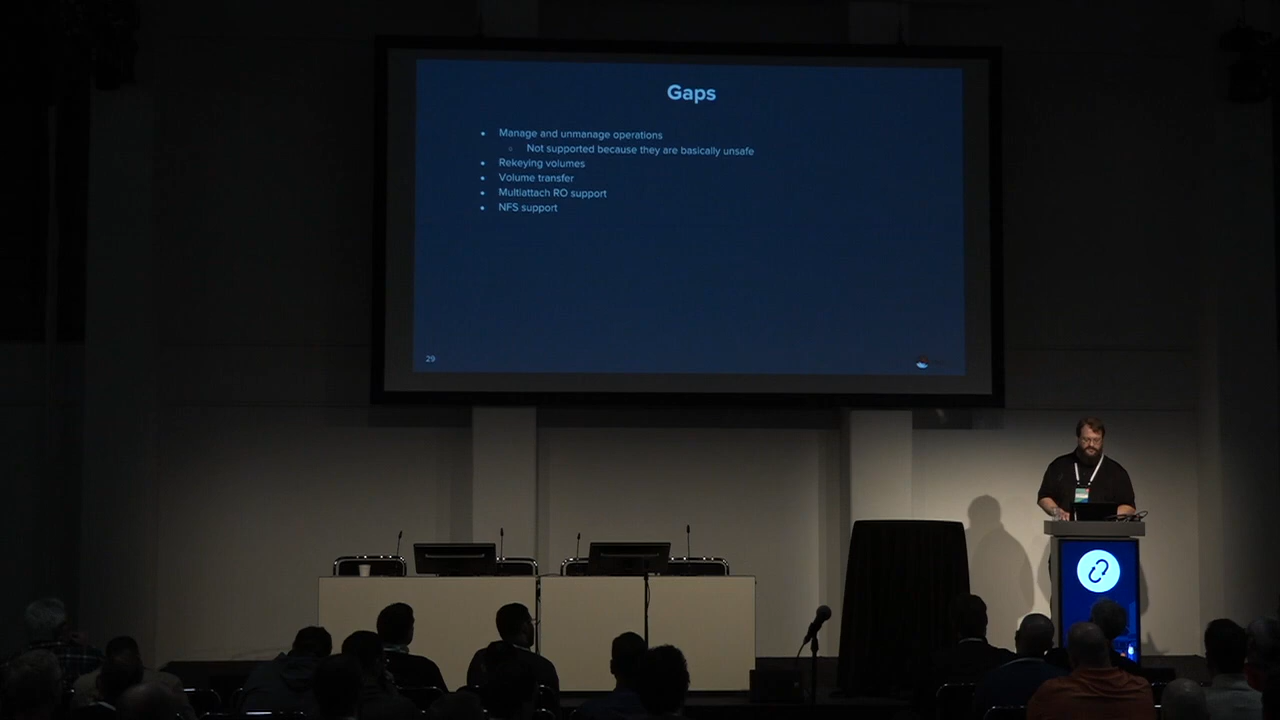 Gaps
• Manage and unmanage operations
○ Not supported because they are basically unsafe
• Rekeying volumes
• Volume transfer
• Multiattach RO support
• NFS support
29